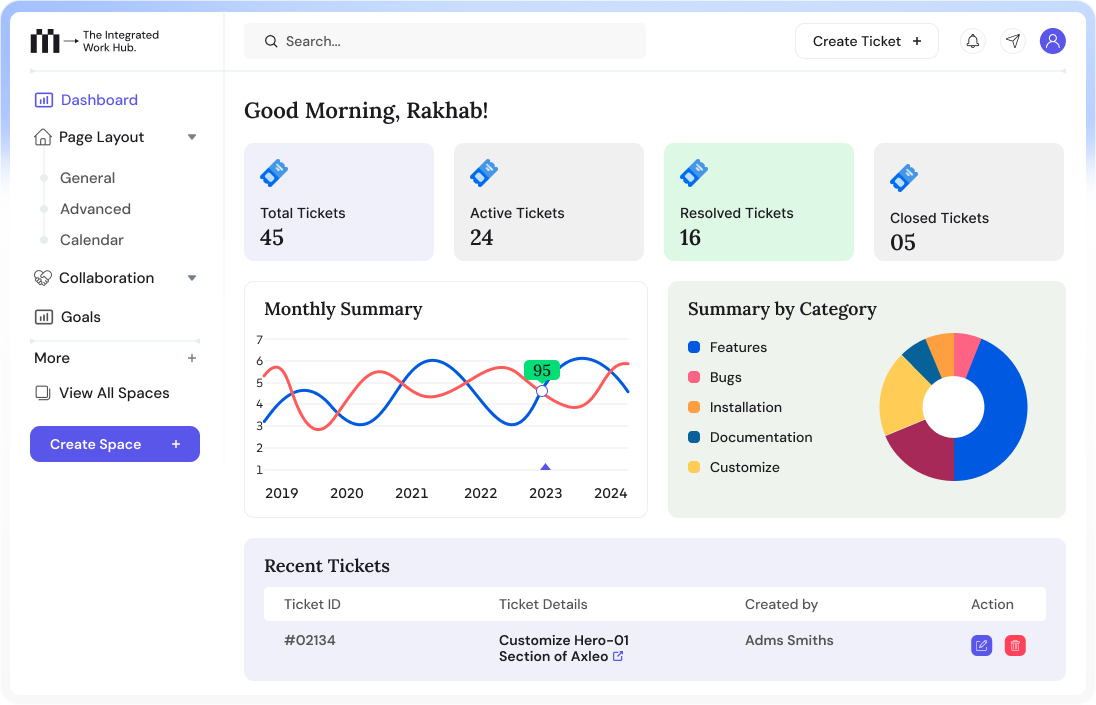 The Integrated
Work Hub.
Search...
Create Ticket +
Dashboard
Page Layout
General
Advanced
Calendar
Collaboration
Goals
More +
View All Spaces
Create Space +
Good Morning, Rakhab!
Total Tickets
45
Active Tickets
24
Resolved Tickets
16
Closed Tickets
05
Monthly Summary
7
6
5
4
3
2
1
95
2019 2020 2021 2022 2023 2024
Summary by Category
Features
Bugs
Installation
Documentation
Customize
Recent Tickets
Ticket ID Ticket Details Created by Action
#02134 Customize Hero-01 Adms Smiths
Section of Axleo